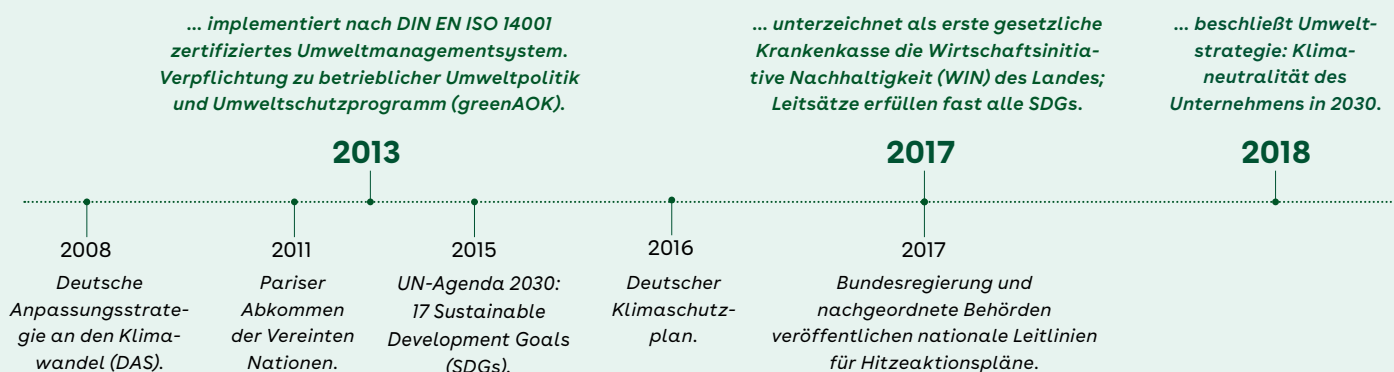 ... implementiert nach DIN EN ISO 14001
zertifiziertes Umweltmanagementsystem.
Verpflichtung zu betrieblicher Umweltpolitik
und Umweltschutzprogramm (greenAOK).
2013
... unterzeichnet als erste gesetzliche
Krankenkasse die Wirtschaftsinitia-
tive Nachhaltigkeit (WIN) des Landes;
Leitsätze erfüllen fast alle SDGs.
2017
... beschließt Umwelt-
strategie: Klima-
neutralität des
Unternehmens in 2030.
2018
2008
Deutsche
Anpassungsstrate-
gie an den Klima-
wandel (DAS).
2011
Pariser
Abkommen
der Vereinten
Nationen.
2015
UN-Agenda 2030:
17 Sustainable
Development Goals
(SDGs).
2016
Deutscher
Klimaschutz-
plan.
2017
Bundesregierung und
nachgeordnete Behörden
veröffentlichen nationale Leitlinien
für Hitzeaktionspläne.